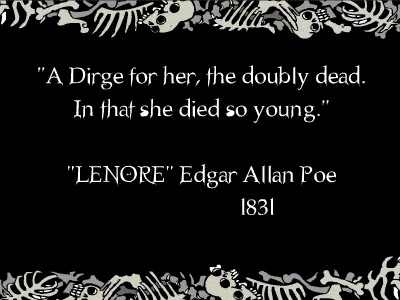 "A Dirge for her, the doubly dead.
In that she died so young."
"LENORE" Edgar Allan Poe
1831